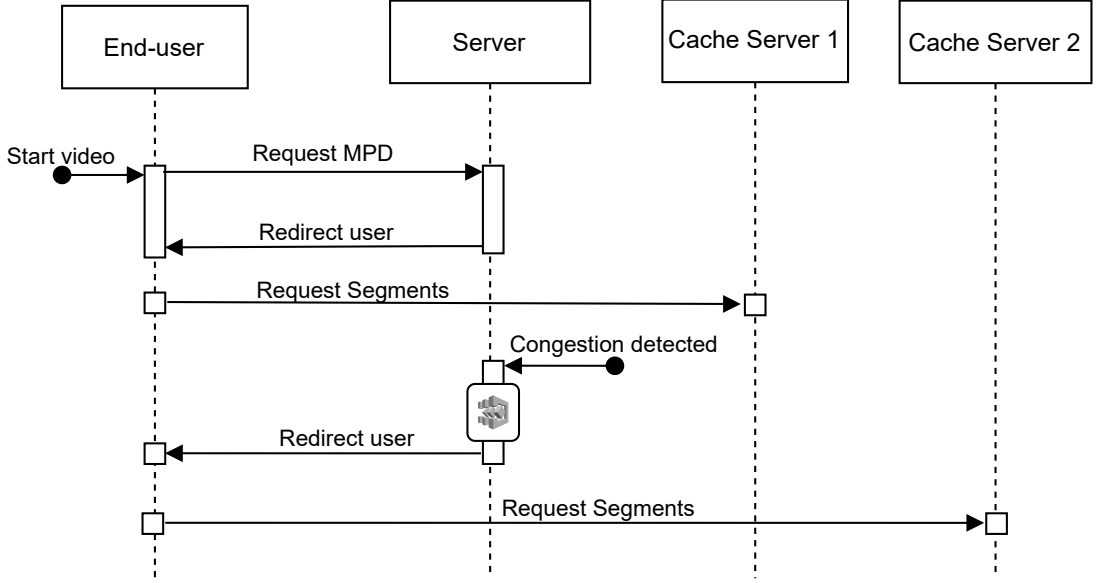 End-user
Server
Cache Server 1
Cache Server 2
Start video
Request MPD
Redirect user
Request Segments
Congestion detected
Redirect user
Request Segments